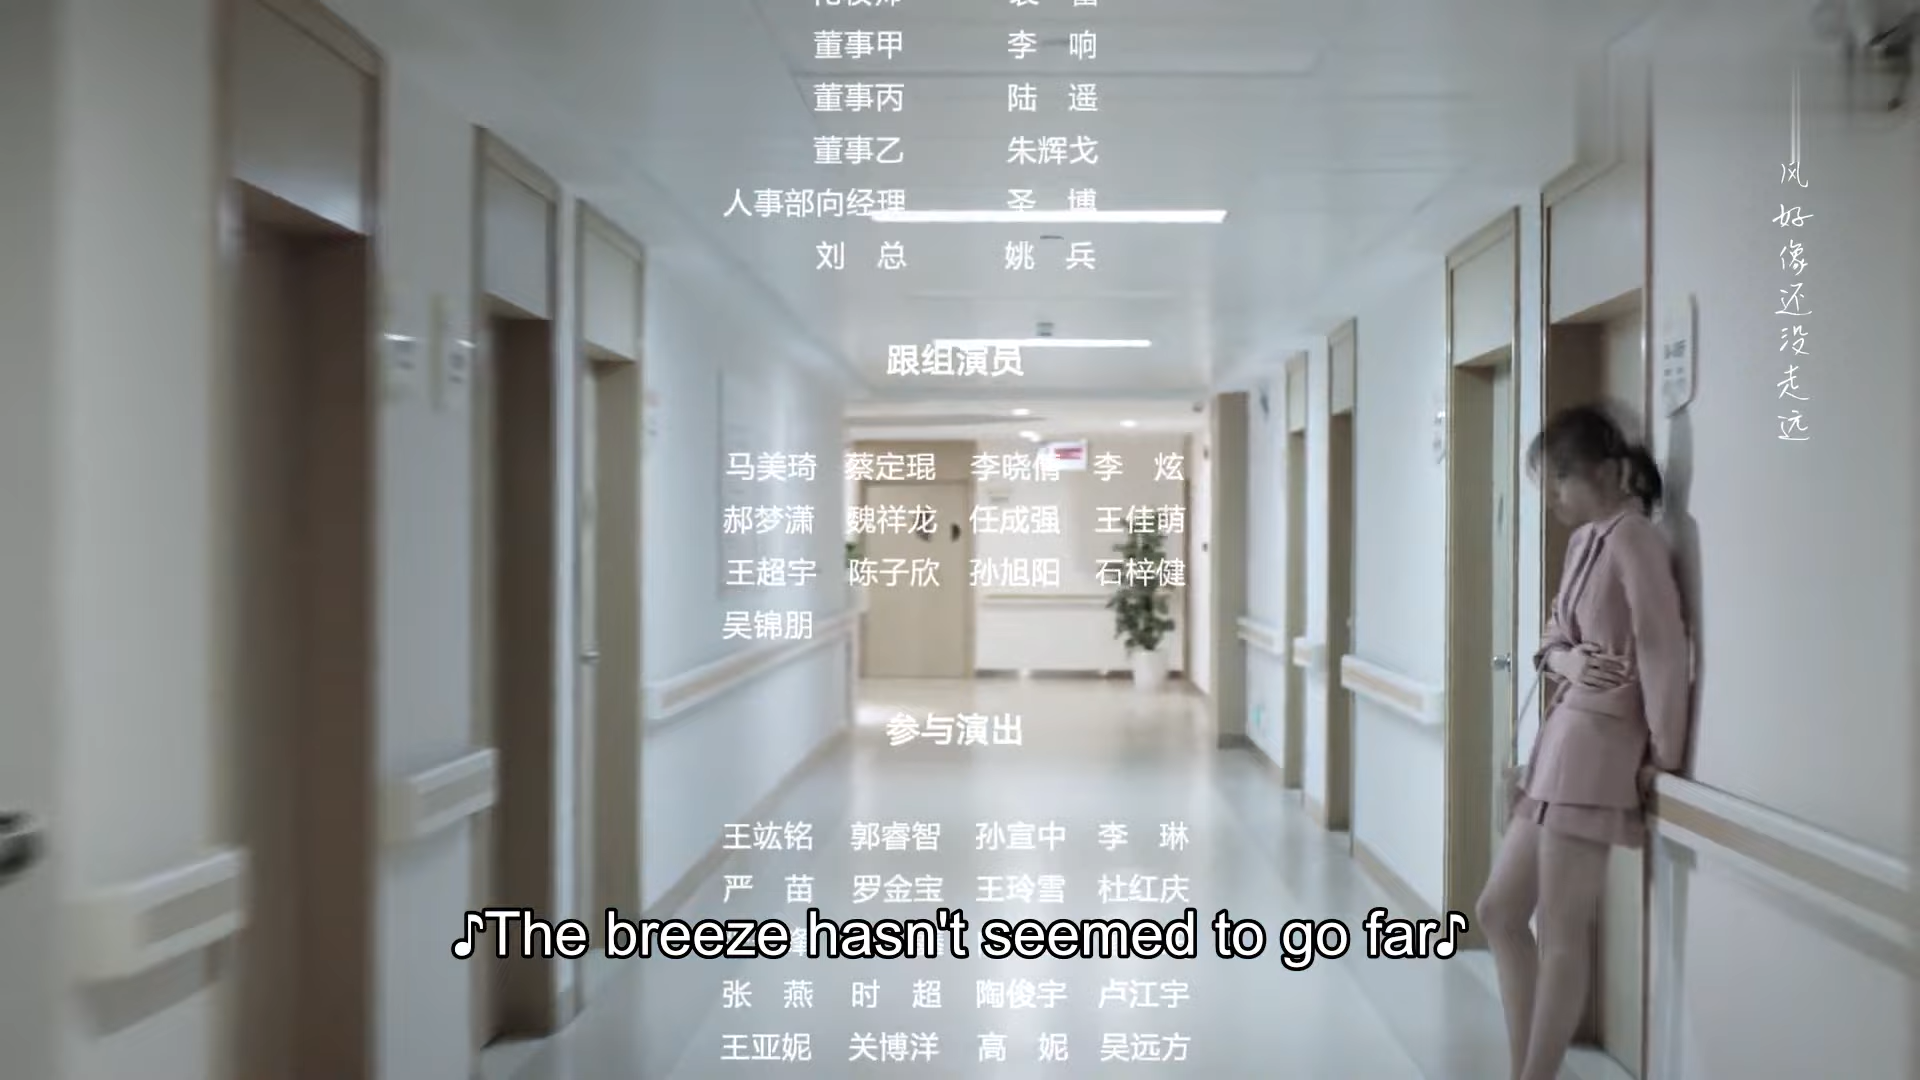 董事甲 李 响
董事丙 陆 遥
董事乙 朱辉戈
人事部向经理 圣 博
刘 总 姚 兵
跟组演员
马美琦 蔡定琨 李晓倩 李 炫
郝梦潇 魏祥龙 任成强 王佳萌
王超宇 陈子欣 孙旭阳 石梓健
吴锦朋
参与演出
王竑铭 郭睿智 孙宣中 李 琳
严 苗 罗金宝 王玲雪 杜红庆
♪The breeze hasn't seemed to go far♪
张 燕 时 超 陶俊宇 卢江宇
王亚妮 关博洋 高 妮 吴远方
风好像还没走远